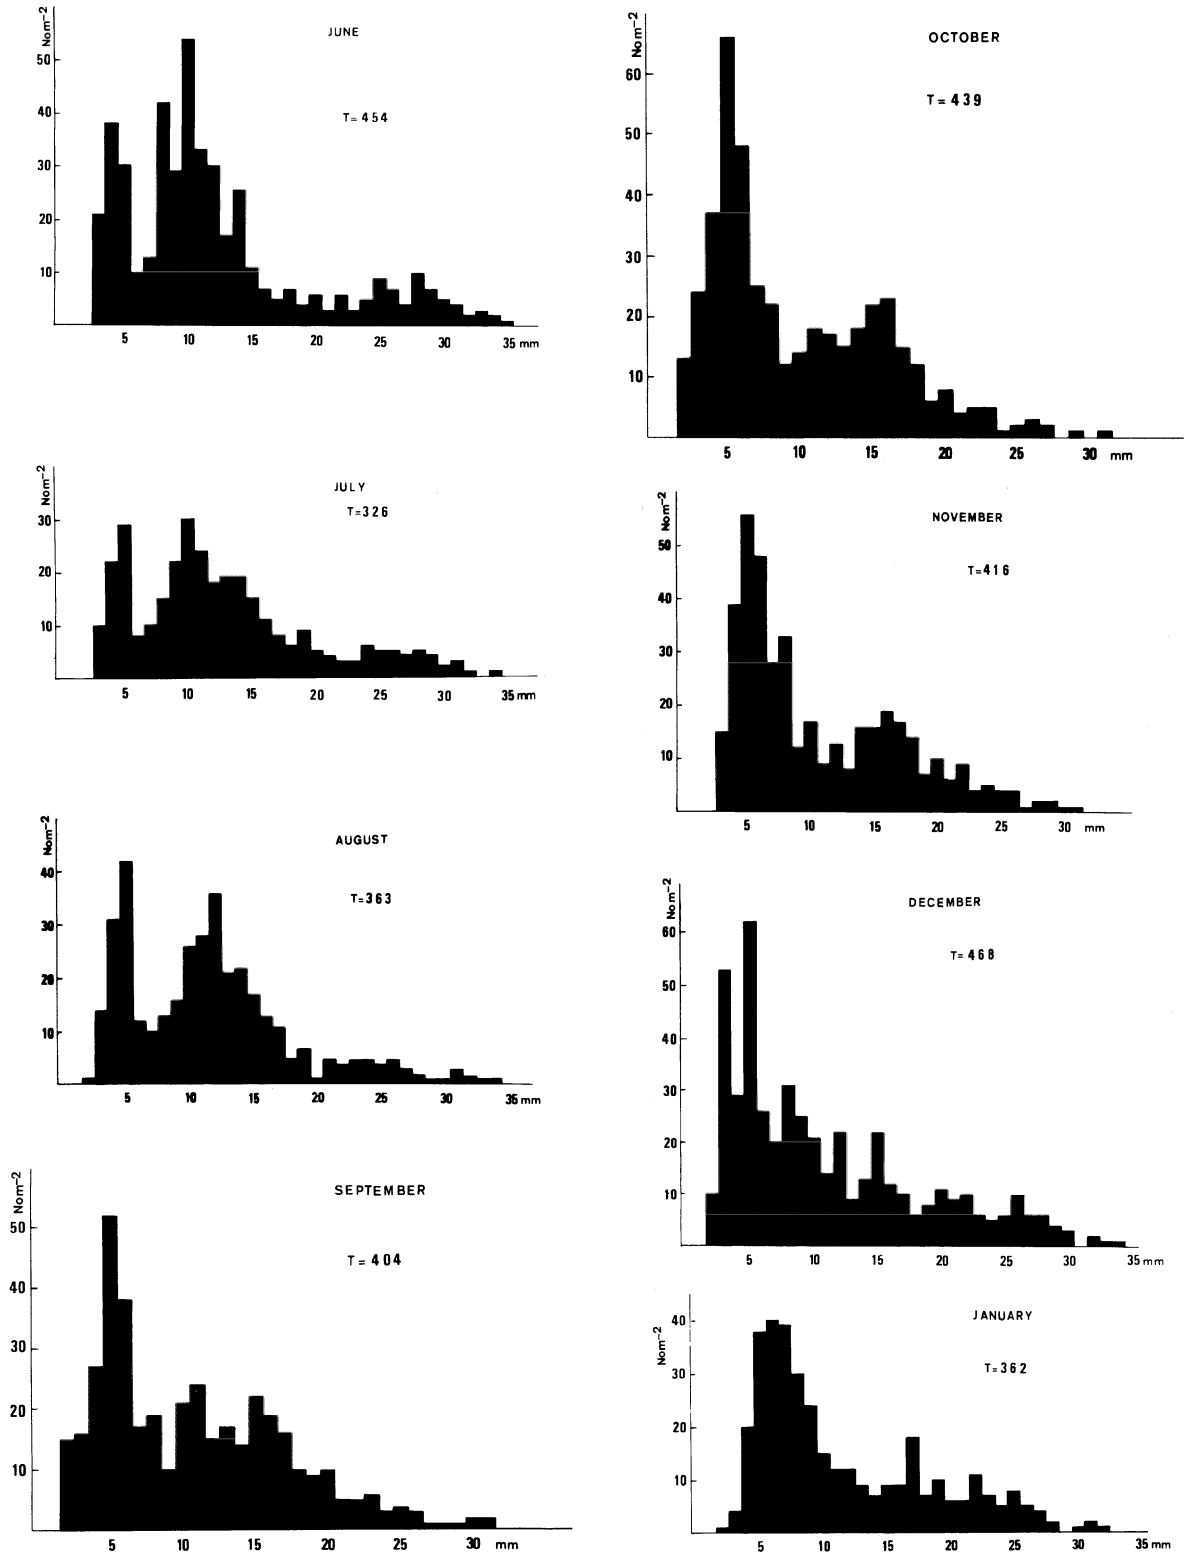 Nom-2
JUNE
T=454
50
40
30
20
10
5 10 15 20 25 30 35 mm
Nom-2
JULY
T=326
30
20
10
5 10 15 20 25 30 35 mm
Nom-2
AUGUST
T=363
40
30
20
10
5 10 15 20 25 30 35 mm
Nom-2
SEPTEMBER
T=404
50
40
30
20
10
5 10 15 20 25 30 mm
Nom-2
OCTOBER
T=439
60
50
40
30
20
10
5 10 15 20 25 30 mm
Nom-2
NOVEMBER
T=416
50
40
30
20
10
5 10 15 20 25 30 mm
Nom-2
DECEMBER
T=468
60
50
40
30
20
10
5 10 15 20 25 30 35 mm
Nom-2
JANUARY
T=362
40
30
20
10
5 10 15 20 25 30 35 mm